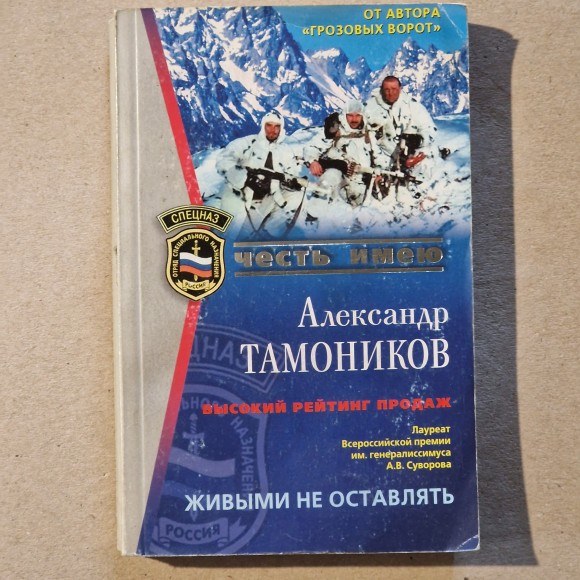 ОТ АВТОРА
«ГРОЗОВЫХ ВОРОТ»
СПЕЦНАЗ
ОТРЯД СПЕЦИАЛЬНОГО НАЗНАЧЕНИЯ
РОССИЯ
честь имею
Александр
ТАМОНИКОВ
ВЫСОКИЙ РЕЙТИНГ ПРОДАЖ
Лауреат
Всероссийской премии
им. генералиссимуса
А.В. Суворова
ЖИВЫМИ НЕ ОСТАВЛЯТЬ
НАЗНАЧЕНИЯ
РОССИЯ